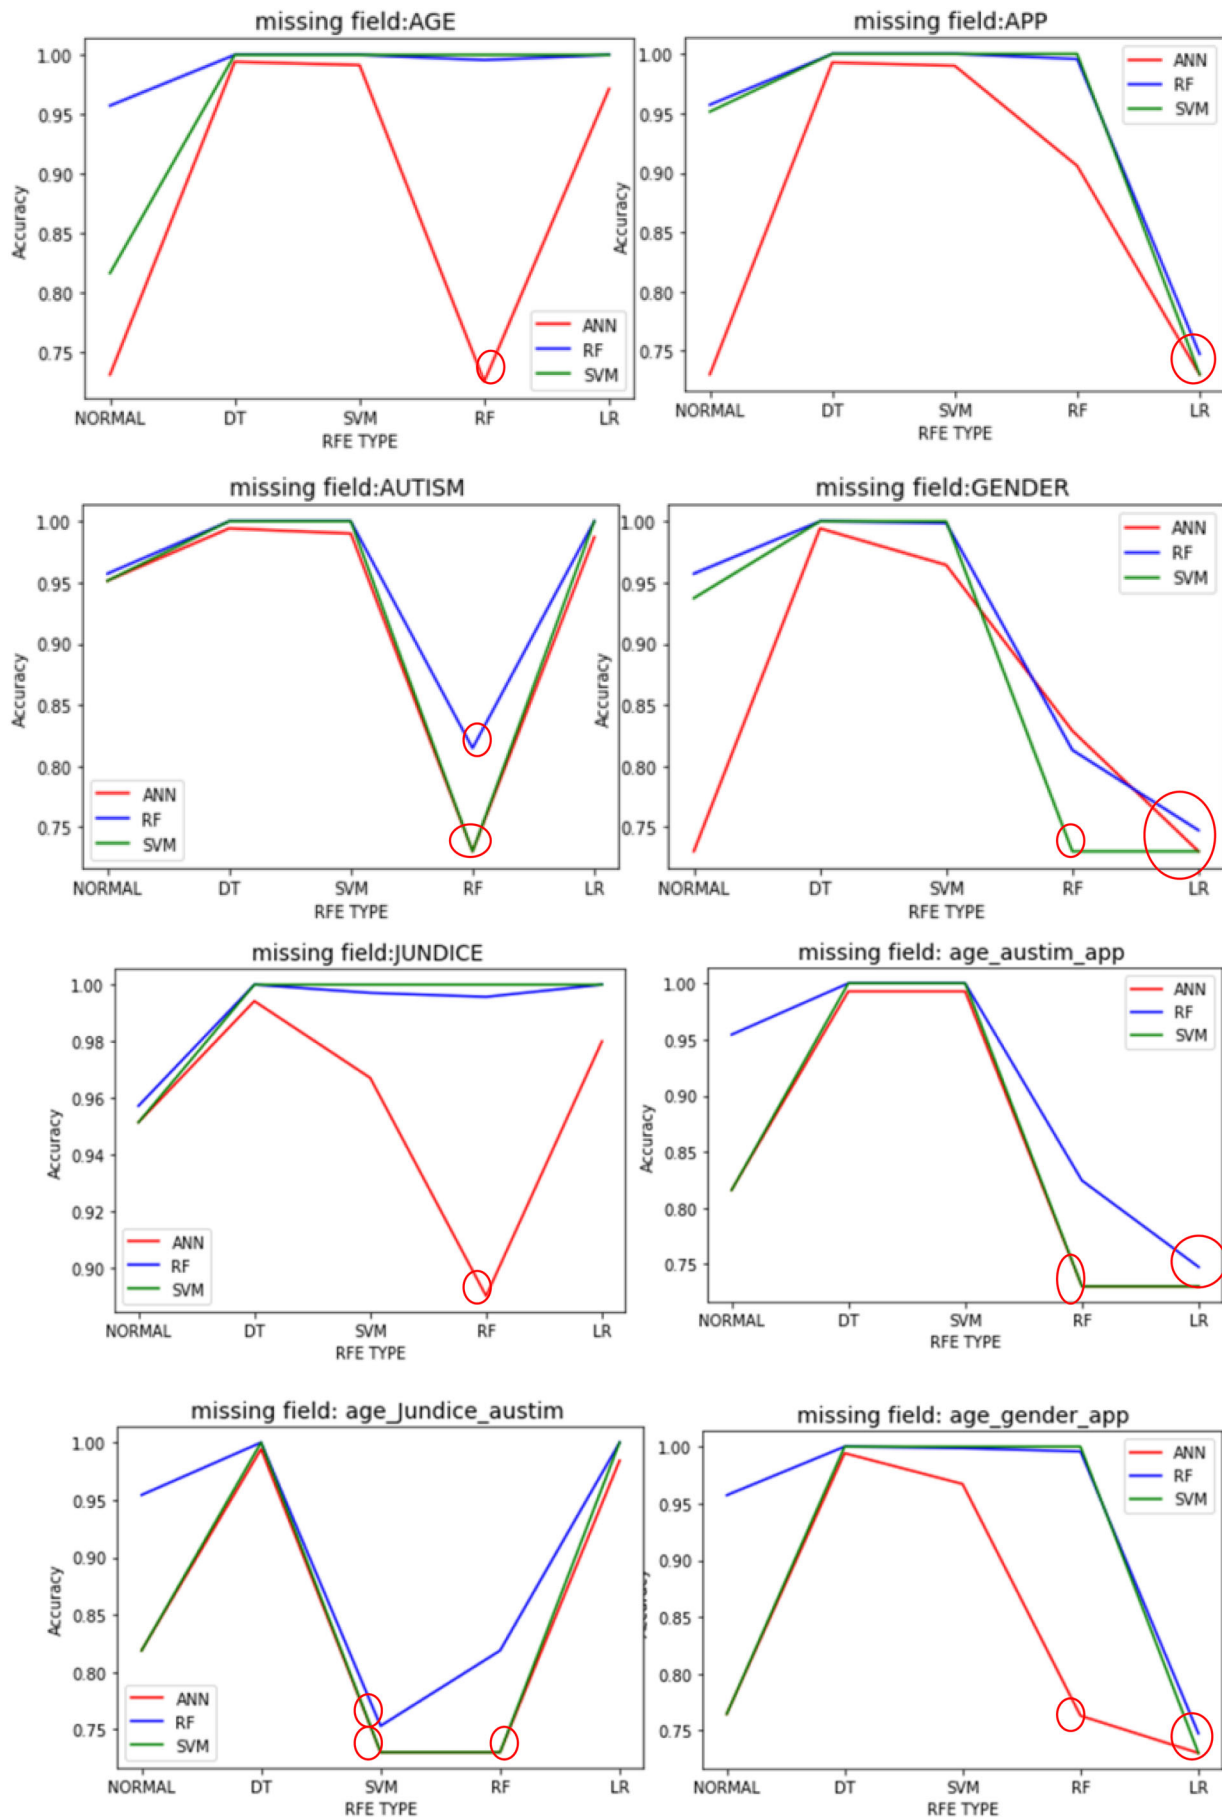 missing field:AGE
1.00
0.95
0.90
0.85
0.80
0.75
Accuracy
ANN
RF
SVM
NORMAL DT SVM RF LR
RFE TYPE
missing field:APP
1.00
0.95
0.90
0.85
0.80
0.75
Accuracy
ANN
RF
SVM
NORMAL DT SVM RF LR
RFE TYPE
missing field:AUTISM
1.00
0.95
0.90
0.85
0.80
0.75
Accuracy
ANN
RF
SVM
NORMAL DT SVM RF LR
RFE TYPE
missing field:GENDER
1.00
0.95
0.90
0.85
0.80
0.75
Accuracy
ANN
RF
SVM
NORMAL DT SVM RF LR
RFE TYPE
missing field:JUNDICE
1.00
0.98
0.96
0.94
0.92
0.90
Accuracy
ANN
RF
SVM
NORMAL DT SVM RF LR
RFE TYPE
missing field: age_austim_app
1.00
0.95
0.90
0.85
0.80
0.75
Accuracy
ANN
RF
SVM
NORMAL DT SVM RF LR
RFE TYPE
missing field: age_Jundice_austim
1.00
0.95
0.90
0.85
0.80
0.75
Accuracy
ANN
RF
SVM
NORMAL DT SVM RF LR
RFE TYPE
missing field: age_gender_app
1.00
0.95
0.90
0.85
0.80
0.75
ANN
RF
SVM
NORMAL DT SVM RF LR
RFE TYPE